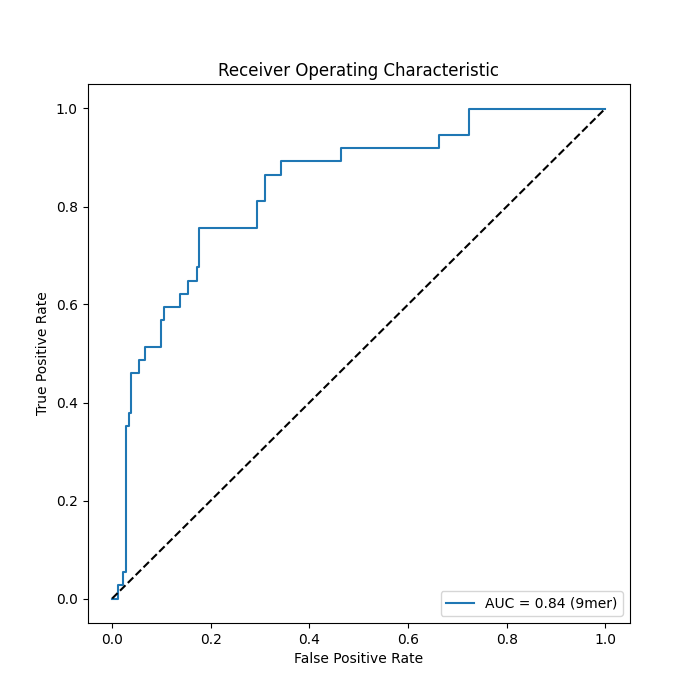 Receiver Operating Characteristic
1.0
0.8
0.6
0.4
0.2
0.0
True Positive Rate
AUC = 0.84 (9mer)
0.0 0.2 0.4 0.6 0.8 1.0
False Positive Rate